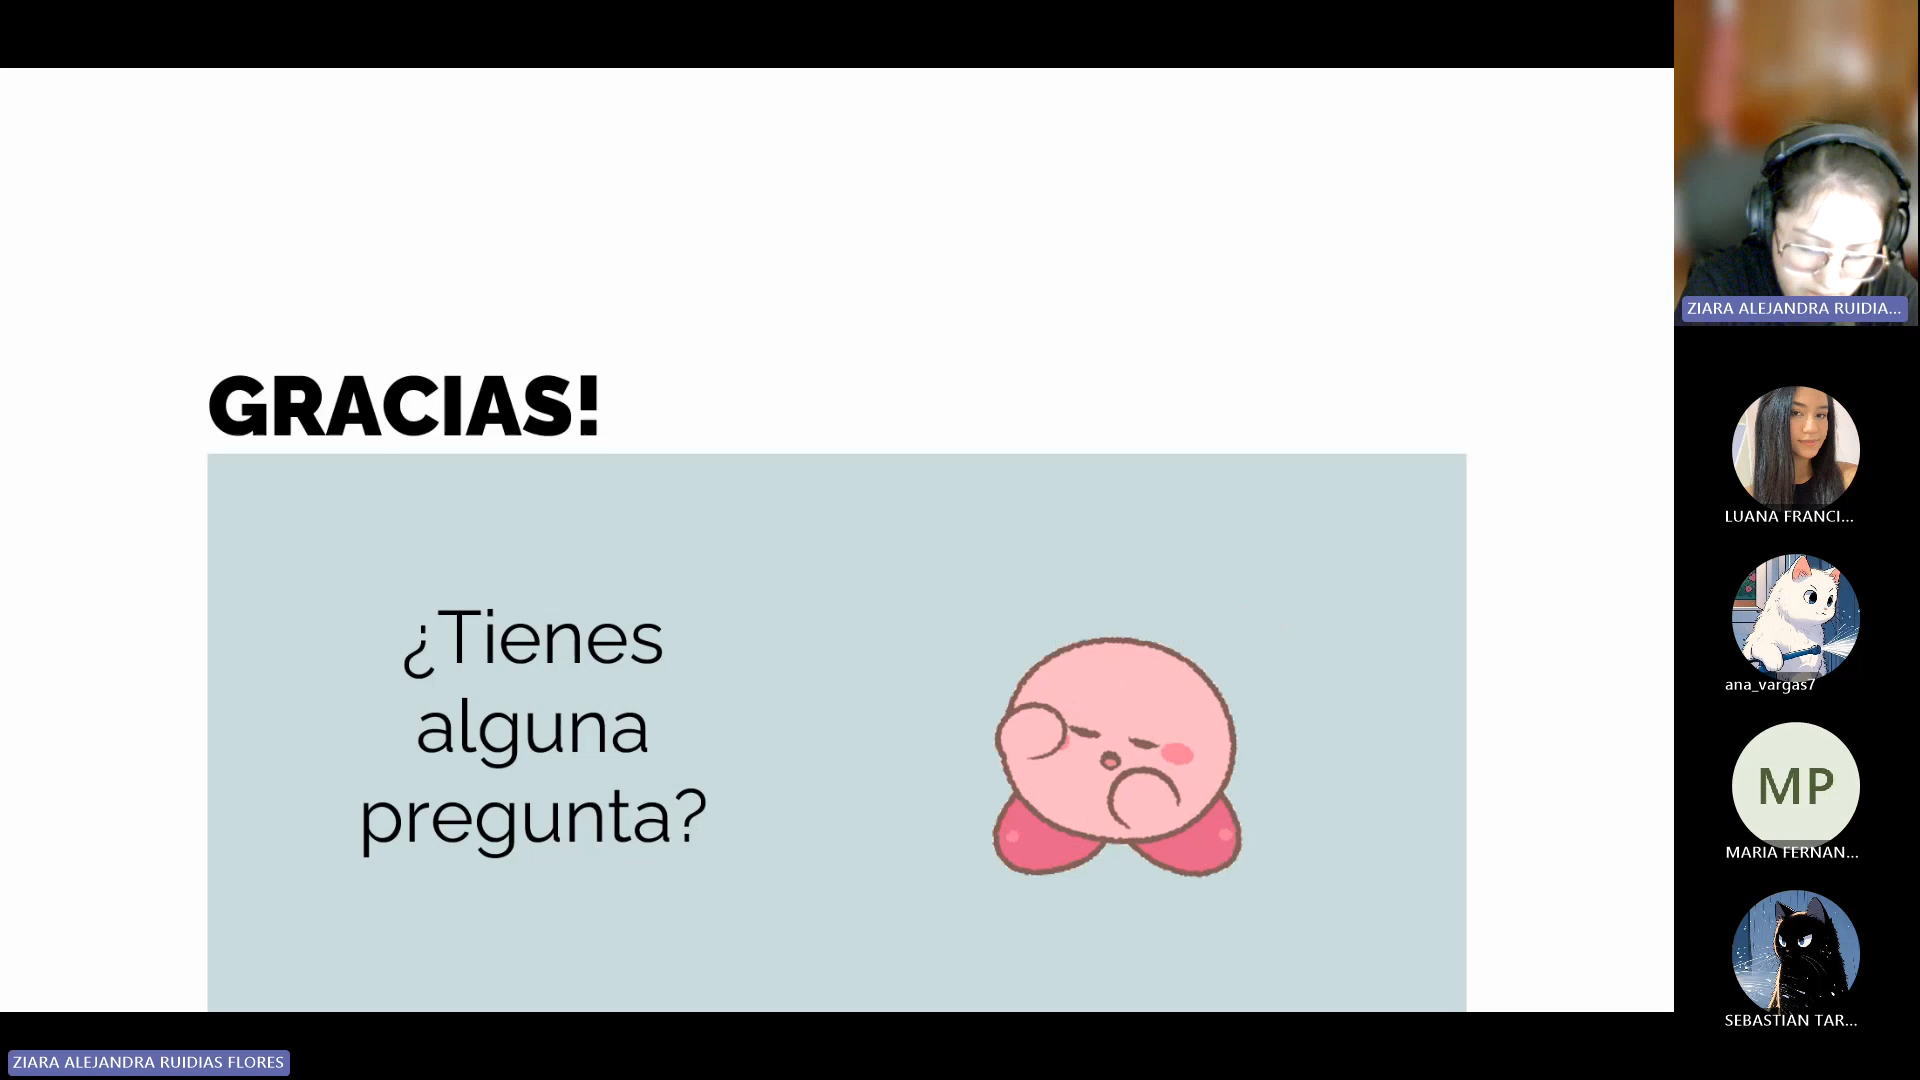 GRACIAS!
¿Tienes
alguna
pregunta?
ZIARA ALEJANDRA RUIDIA...
LUANA FRANCI...
ana_vargas7
MP
MARIA FERNAN...
SEBASTIAN TAR...
ZIARA ALEJANDRA RUIDIAS FLORES